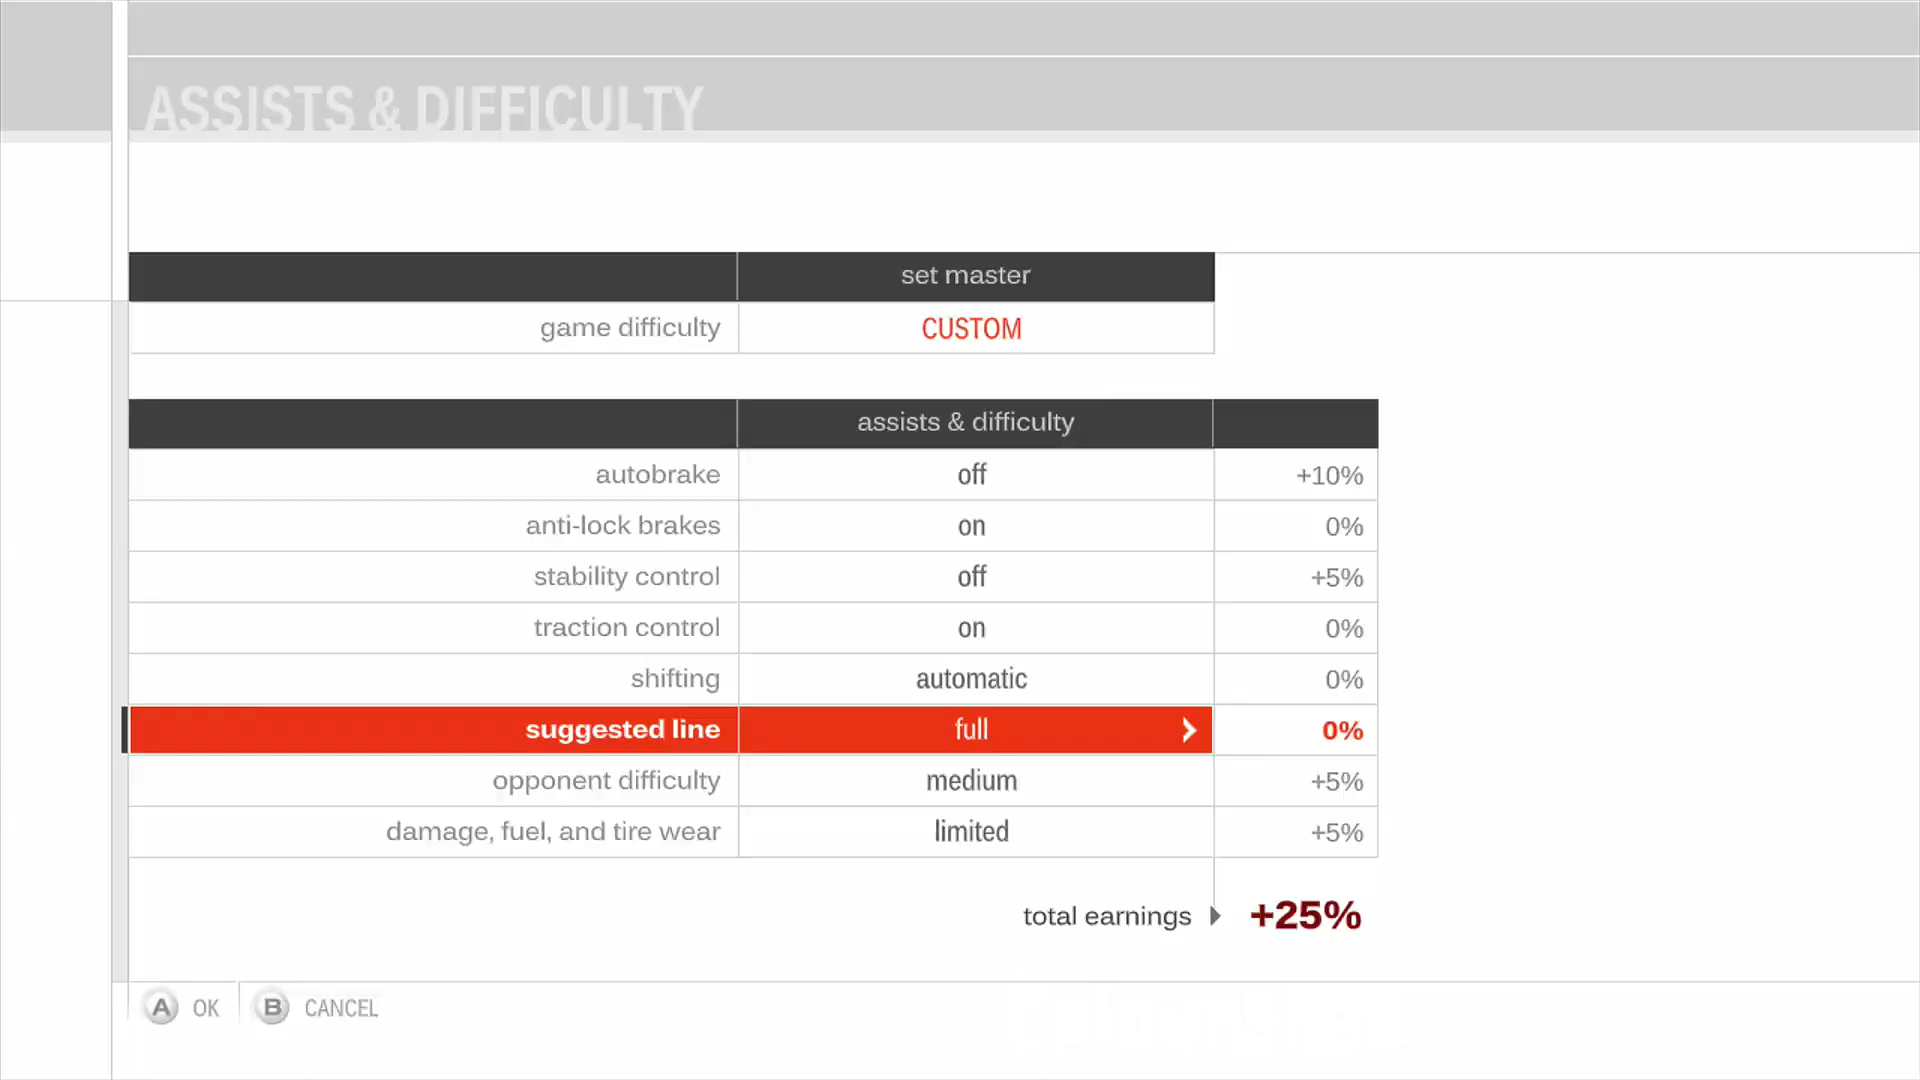 ASSISTS & DIFFICULTY
set master
game difficulty CUSTOM
assists & difficulty
autobrake off +10%
anti-lock brakes on 0%
stability control off +5%
traction control on 0%
shifting automatic 0%
suggested line full 0%
opponent difficulty medium +5%
damage, fuel, and tire wear limited +5%
total earnings +25%
A OK B CANCEL